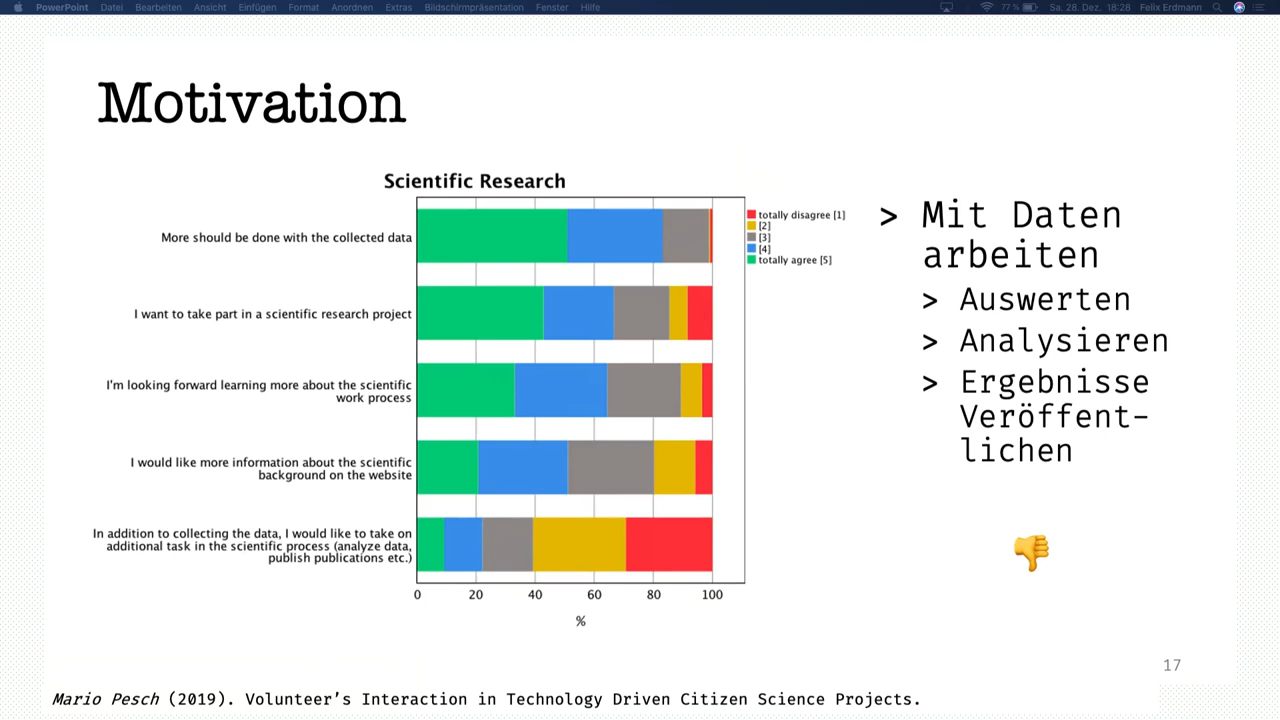 PowerPoint Datei Bearbeiten Ansicht Einfügen Format Anordnen Extras Bildschirmpräsentation Fenster Hilfe 77 % Sa. 28. Dez. 18:28 Felix Erdmann
Motivation
Scientific Research
More should be done with the collected data
I want to take part in a scientific research project
I'm looking forward learning more about the scientific
work process
I would like more information about the scientific
background on the website
In addition to collecting the data, I would like to take on
additional task in the scientific process (analyze data,
publish publications etc.)
0 20 40 60 80 100
%
totally disagree [1]
[2]
[3]
[4]
totally agree [5]
> Mit Daten
arbeiten
> Auswerten
> Analysieren
> Ergebnisse
Veröffent-
lichen
17
Mario Pesch (2019). Volunteer's Interaction in Technology Driven Citizen Science Projects.